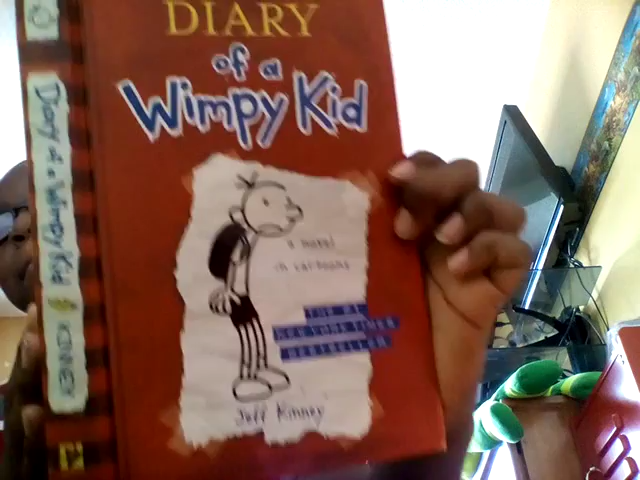 DIARY
of a
Wimpy Kid
a novel
in cartoons
THE #1
NEW YORK TIMES
BESTSELLER
Jeff Kinney
Diary of a Wimpy Kid
KINNEY